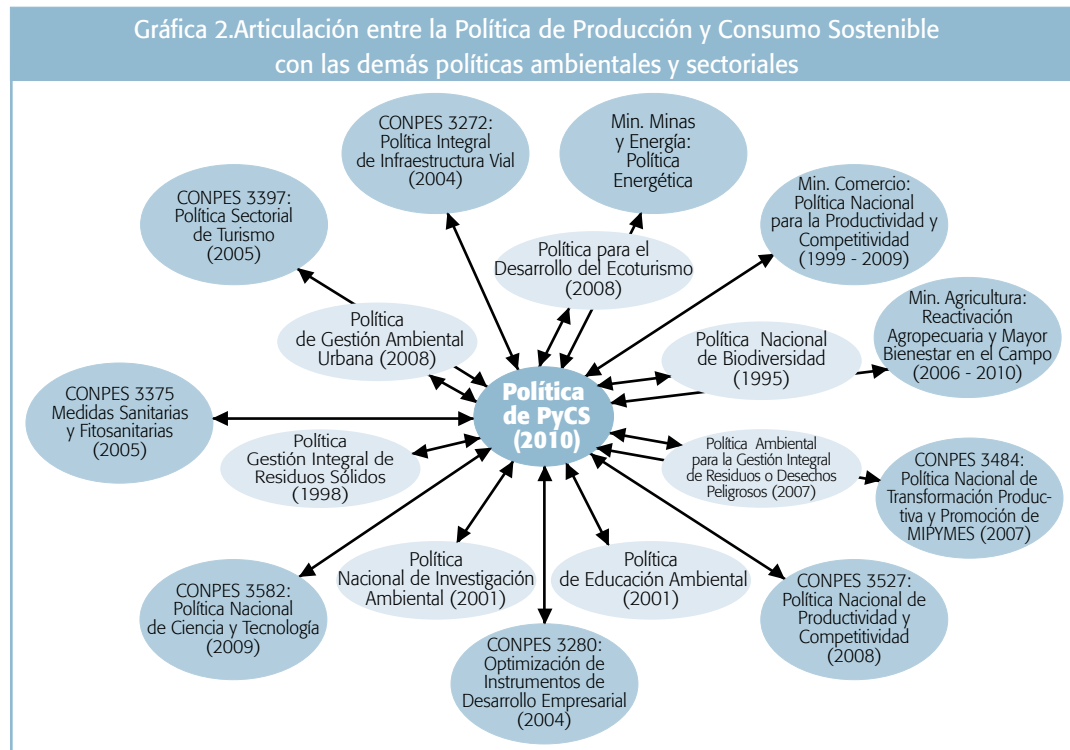 Gráfica 2.Articulación entre la Política de Producción y Consumo Sostenible
con las demás políticas ambientales y sectoriales
CONPES 3272:
Política Integral
de Infraestructura Vial
(2004)
Min. Minas
y Energía:
Política
Energética
CONPES 3397:
Política Sectorial
de Turismo
(2005)
Min. Comercio:
Política Nacional
para la Productividad y
Competitividad
(1999 - 2009)
Política para el
Desarrollo del Ecoturismo
(2008)
Política
de Gestión Ambiental
Urbana (2008)
Política Nacional
de Biodiversidad
(1995)
Min. Agricultura:
Reactivación
Agropecuaria y Mayor
Bienestar en el Campo
(2006 - 2010)
CONPES 3375
Medidas Sanitarias
y Fitosanitarias
(2005)
Política
de PyCS
(2010)
Política
Gestión Integral de
Residuos Sólidos
(1998)
Política Ambiental
para la Gestión Integral
de Residuos o Desechos
Peligrosos (2007)
CONPES 3484:
Política Nacional de
Transformación Produc-
tiva y Promoción de
MIPYMES (2007)
Política
Nacional de Investigación
Ambiental (2001)
Política
de Educación Ambiental
(2001)
CONPES 3582:
Política Nacional
de Ciencia y Tecnología
(2009)
CONPES 3280:
Optimización de
Instrumentos de
Desarrollo Empresarial
(2004)
CONPES 3527:
Política Nacional de
Productividad y
Competitividad
(2008)